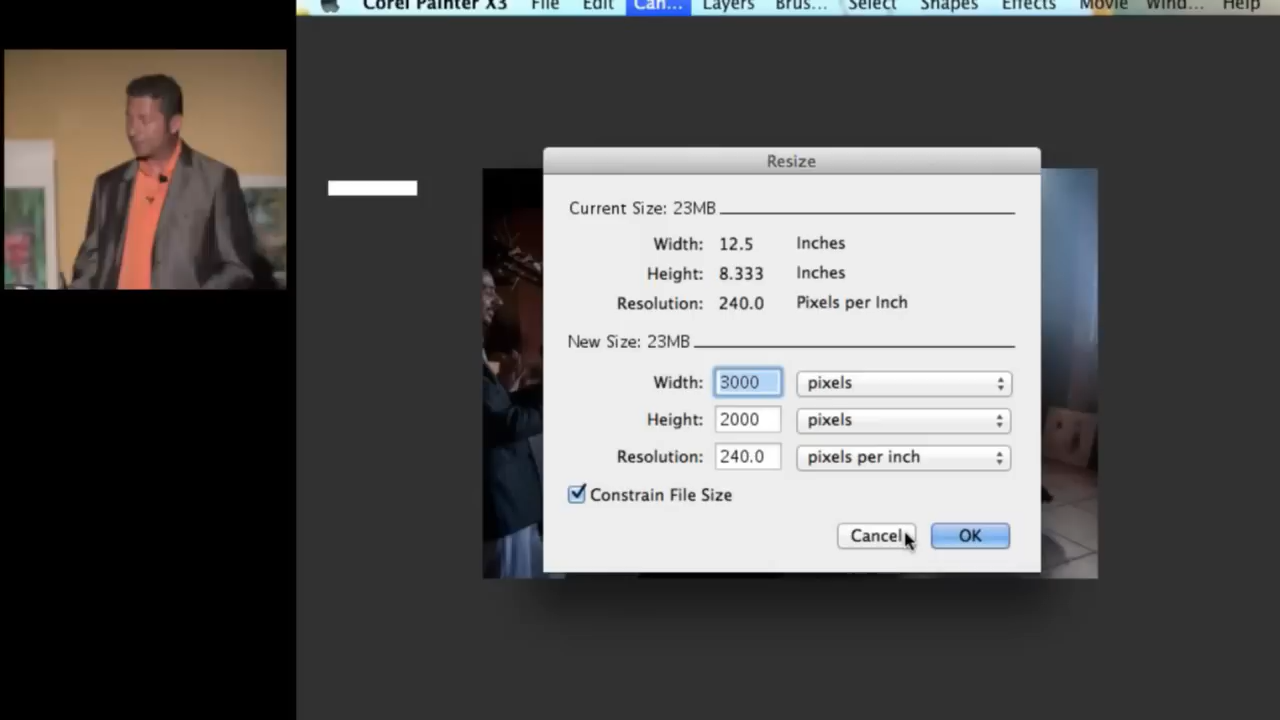 Corel Painter X3 File Edit Can... Layers Brus... Select Shapes Effects Movie Wind... Help
Resize
Current Size: 23MB
Width: 12.5 Inches
Height: 8.333 Inches
Resolution: 240.0 Pixels per Inch
New Size: 23MB
Width: 3000 pixels
Height: 2000 pixels
Resolution: 240.0 pixels per inch
Constrain File Size
Cancel OK